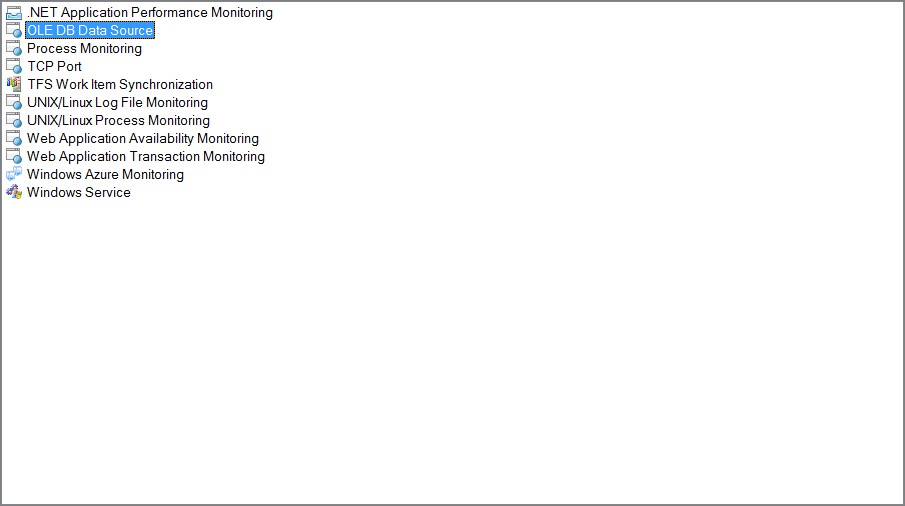 .NET Application Performance Monitoring
OLE DB Data Source
Process Monitoring
TCP Port
TFS Work Item Synchronization
UNIX/Linux Log File Monitoring
UNIX/Linux Process Monitoring
Web Application Availability Monitoring
Web Application Transaction Monitoring
Windows Azure Monitoring
Windows Service